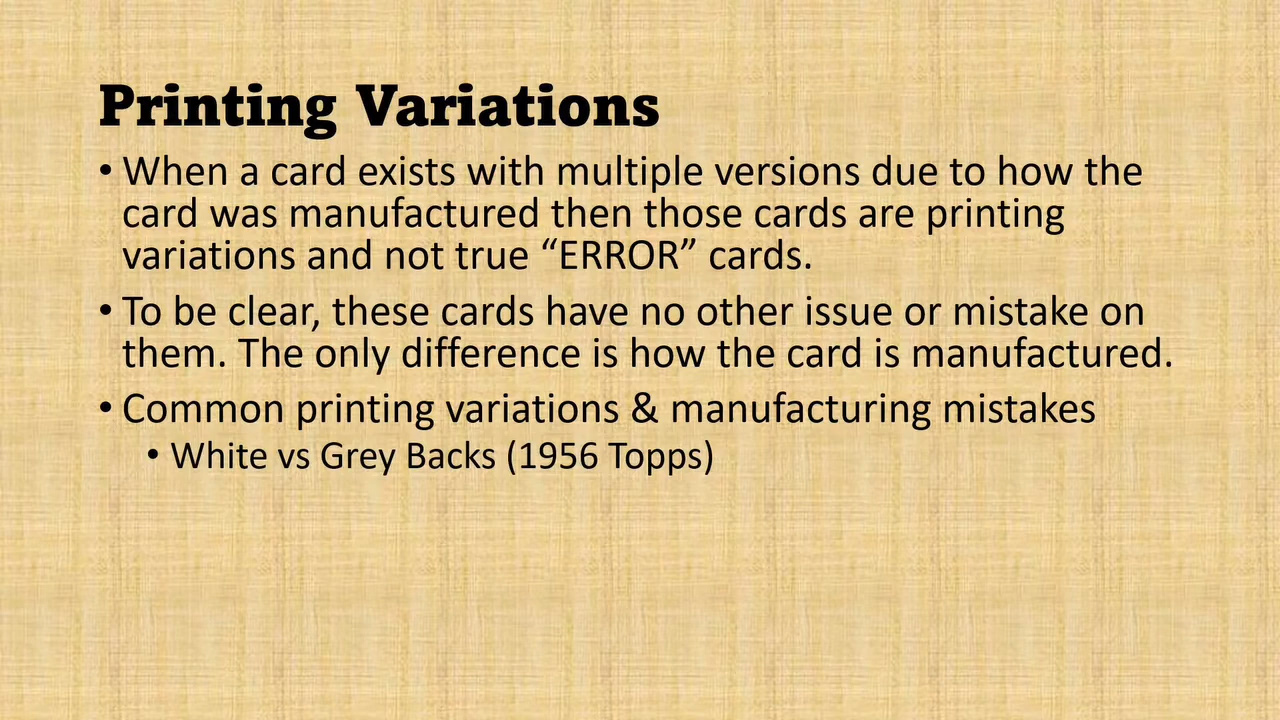 Printing Variations
• When a card exists with multiple versions due to how the
card was manufactured then those cards are printing
variations and not true “ERROR” cards.
• To be clear, these cards have no other issue or mistake on
them. The only difference is how the card is manufactured.
• Common printing variations & manufacturing mistakes
• White vs Grey Backs (1956 Topps)